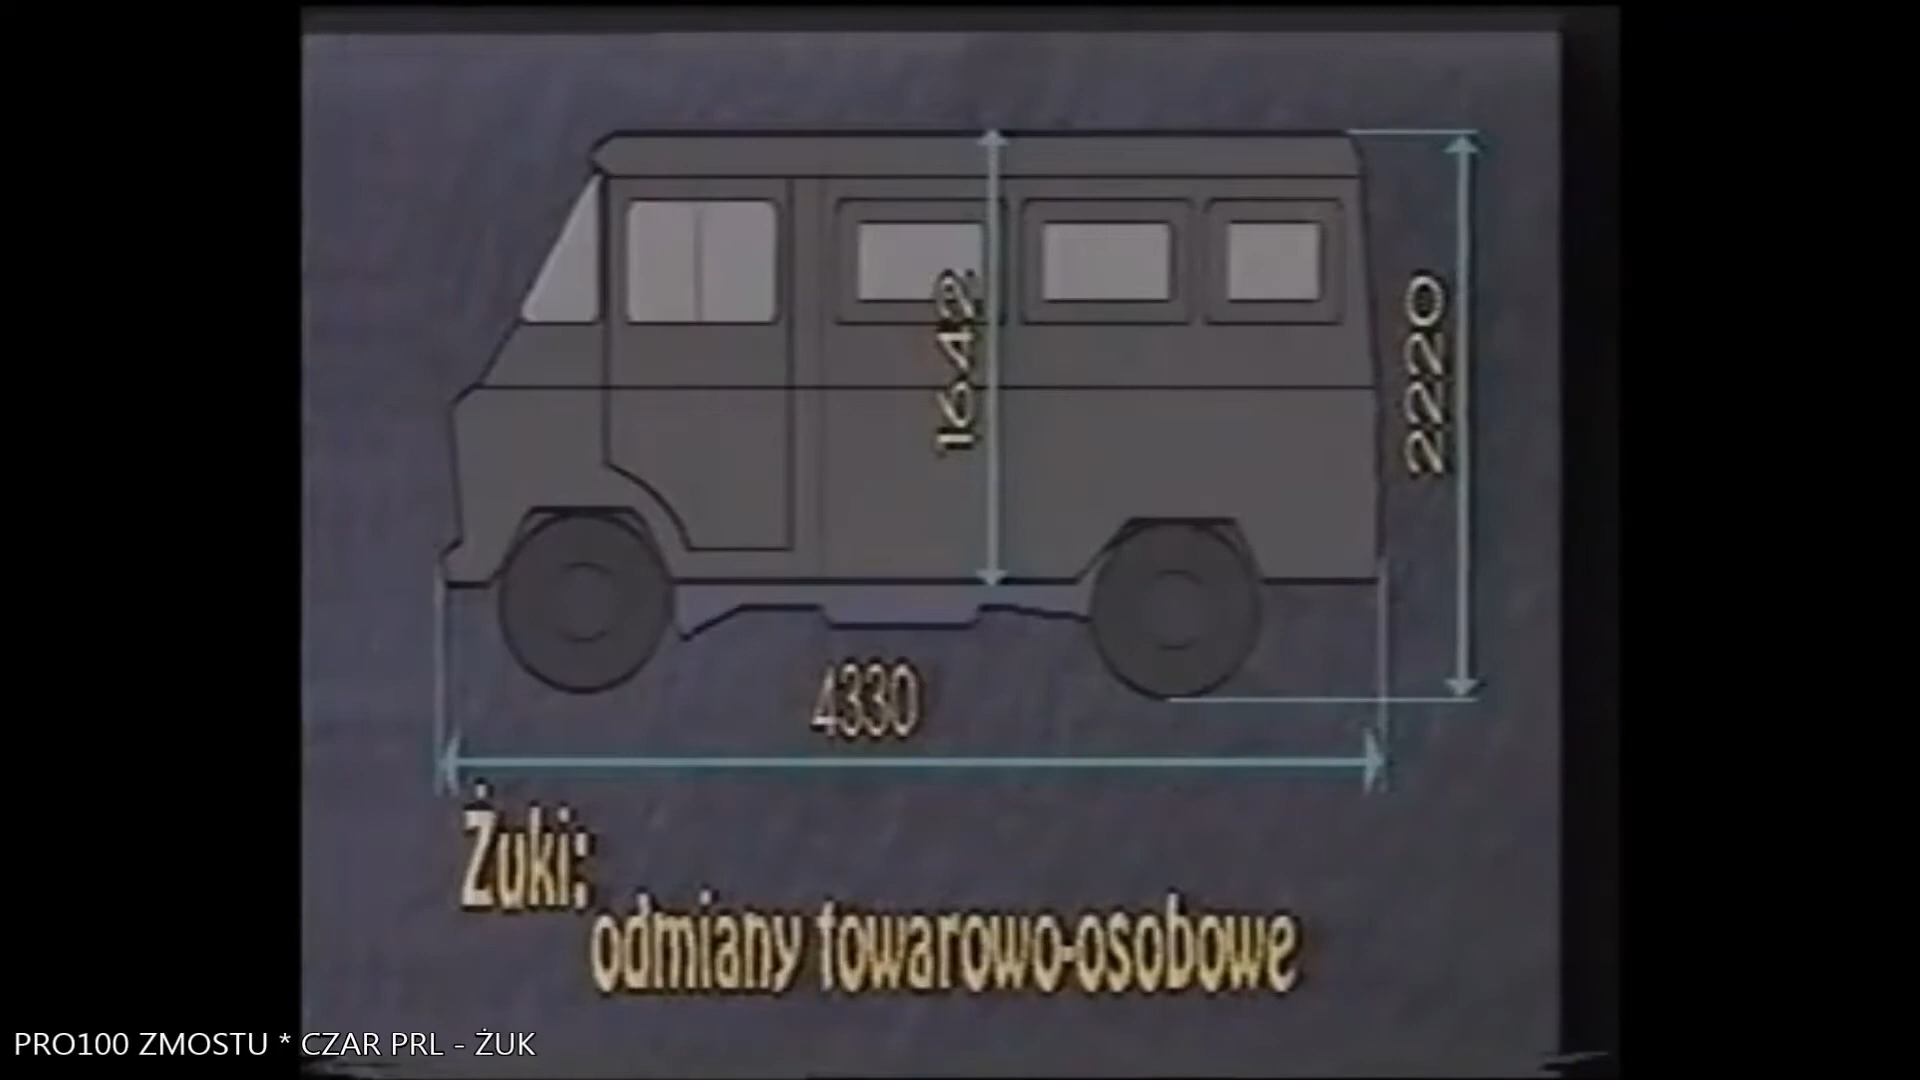 1642
2220
4330
Żuki:
odmiany towarowo-osobowe
PRO100 ZMOSTU * CZAR PRL - ŻUK